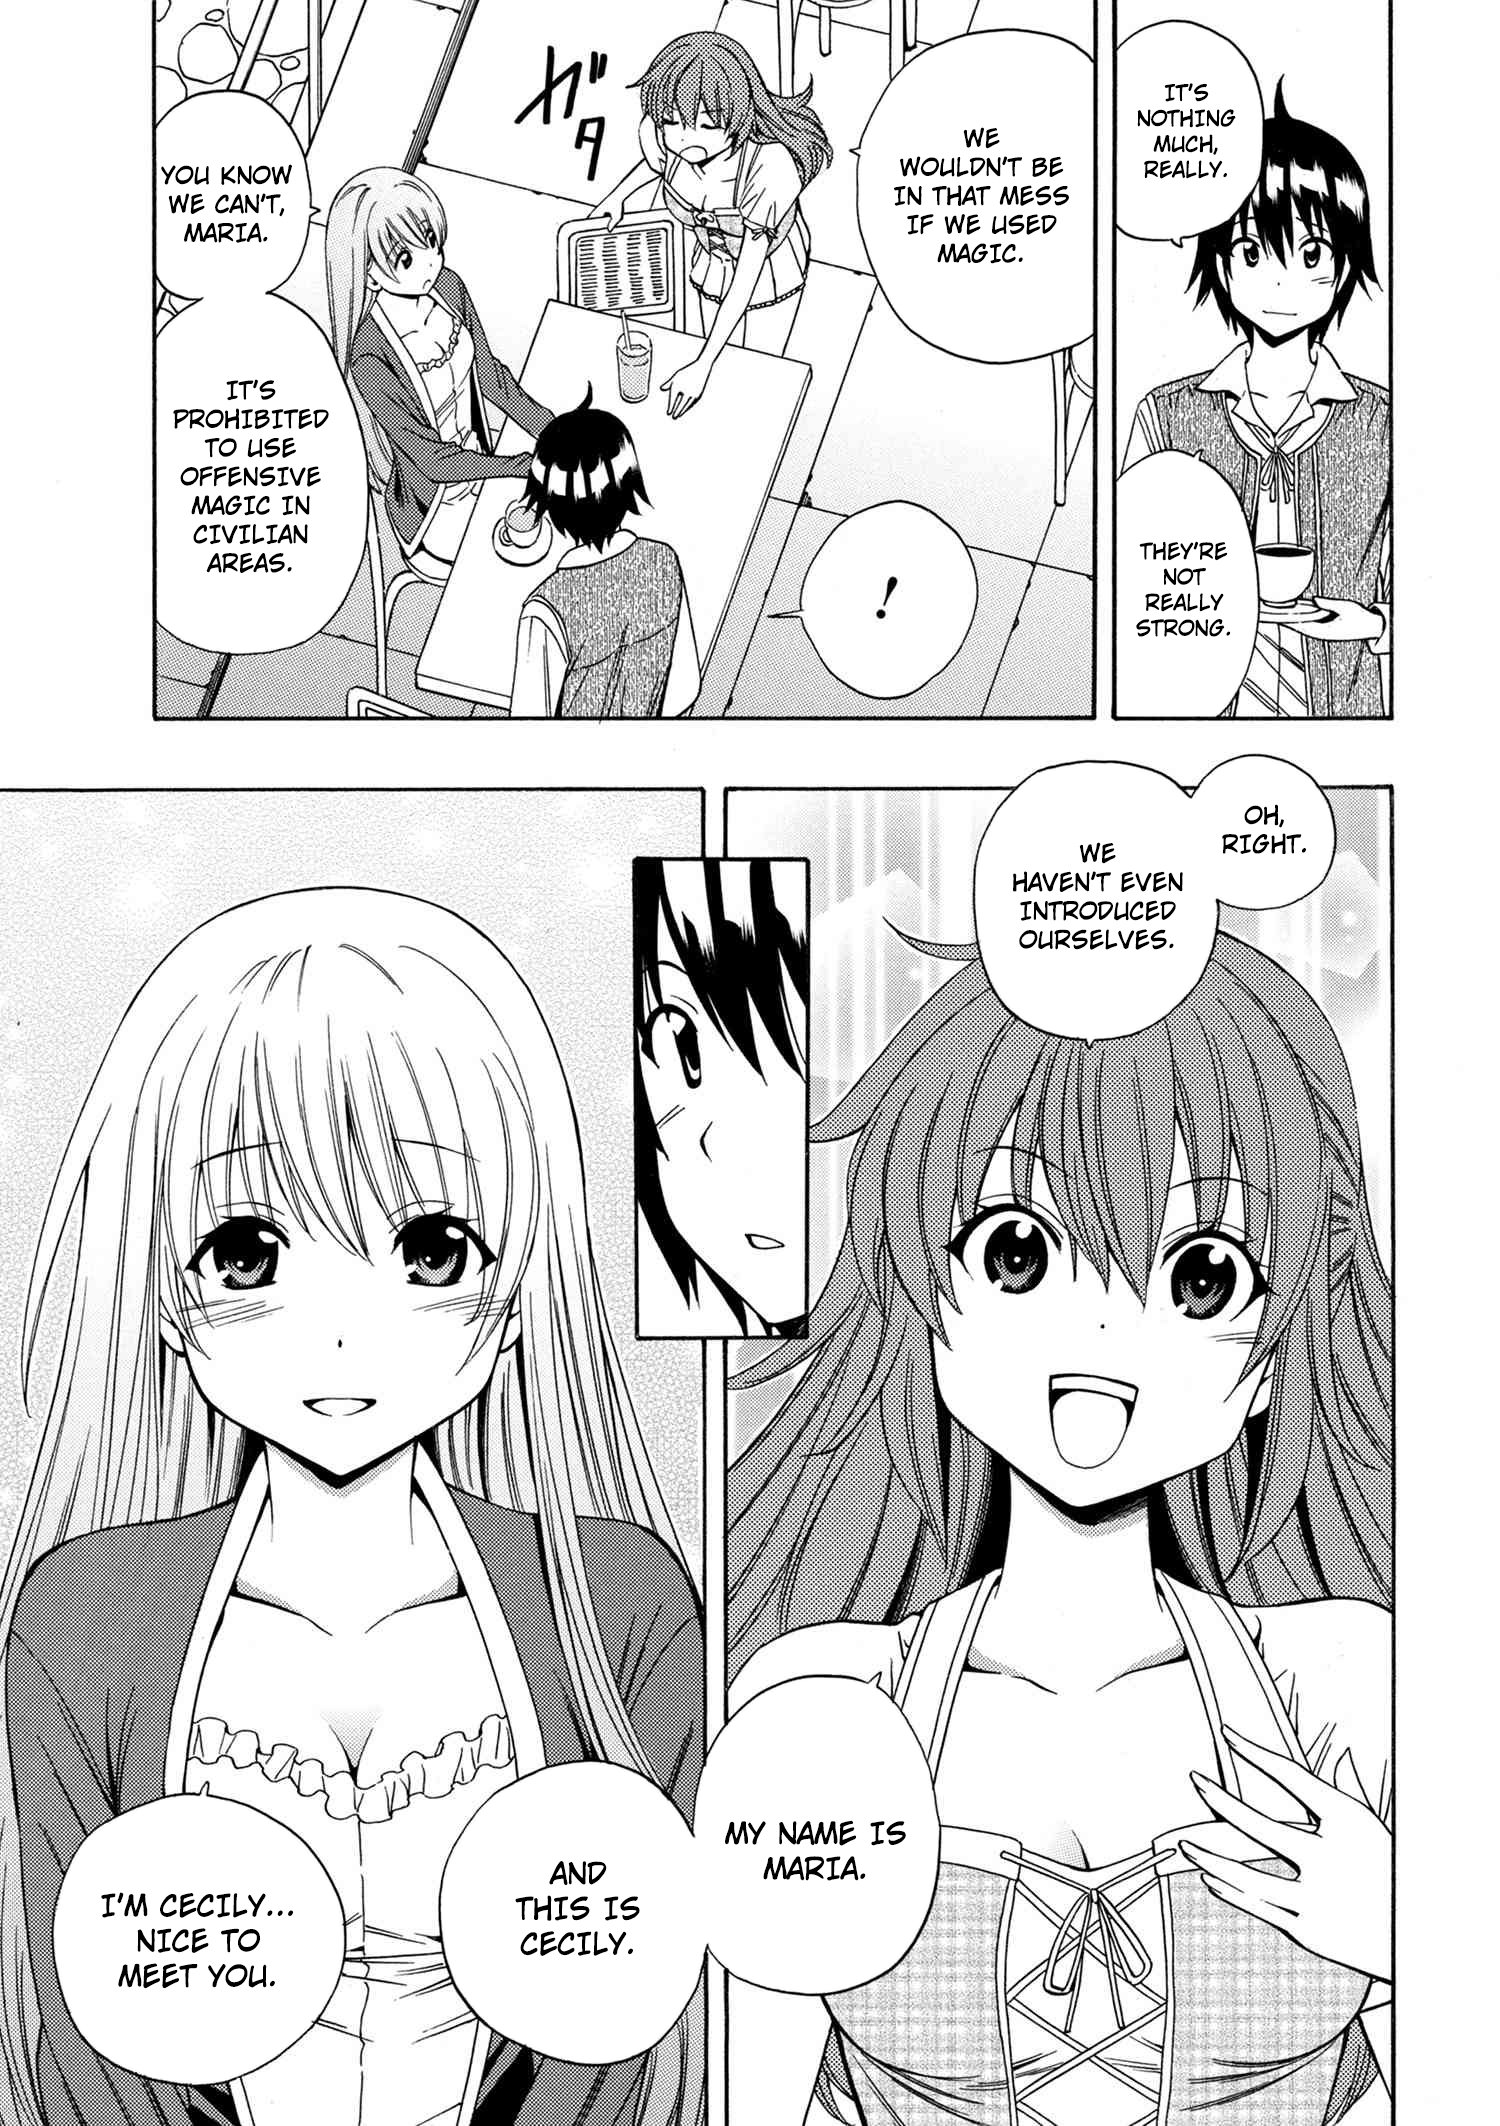 IT'S
NOTHING
MUCH,
REALLY.
THEY'RE
NOT
REALLY
STRONG.
WE
WOULDN'T BE
IN THAT MESS
IF WE USED
MAGIC.
ガタ
YOU KNOW
WE CAN'T,
MARIA.
IT'S
PROHIBITED
TO USE
OFFENSIVE
MAGIC IN
CIVILIAN
AREAS.
!
OH,
RIGHT.
WE
HAVEN'T EVEN
INTRODUCED
OURSELVES.
MY NAME IS
MARIA.
AND
THIS IS
CECILY.
I'M CECILY...
NICE TO
MEET YOU.